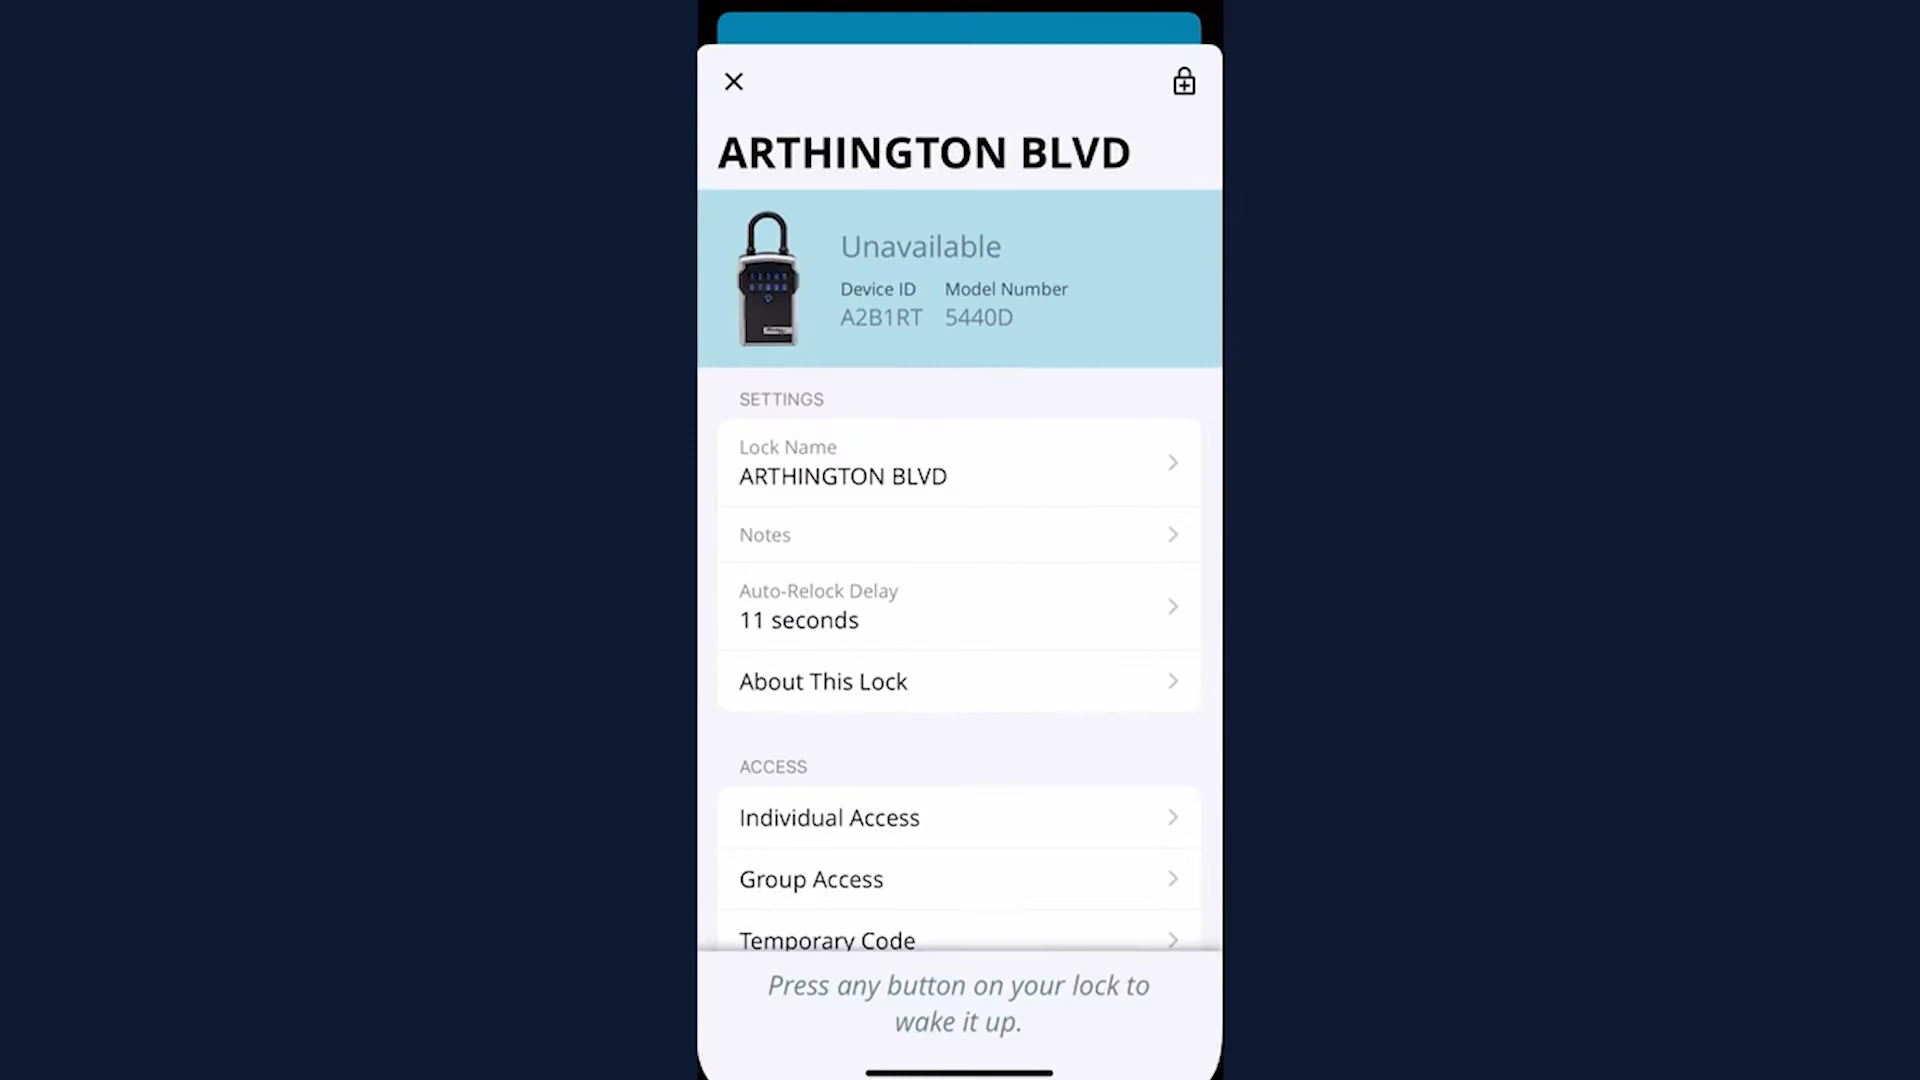 ARTHINGTON BLVD
Unavailable
Device ID Model Number
A2B1RT 5440D
SETTINGS
Lock Name
ARTHINGTON BLVD
Notes
Auto-Relock Delay
11 seconds
About This Lock
ACCESS
Individual Access
Group Access
Temporary Code
Press any button on your lock to
wake it up.